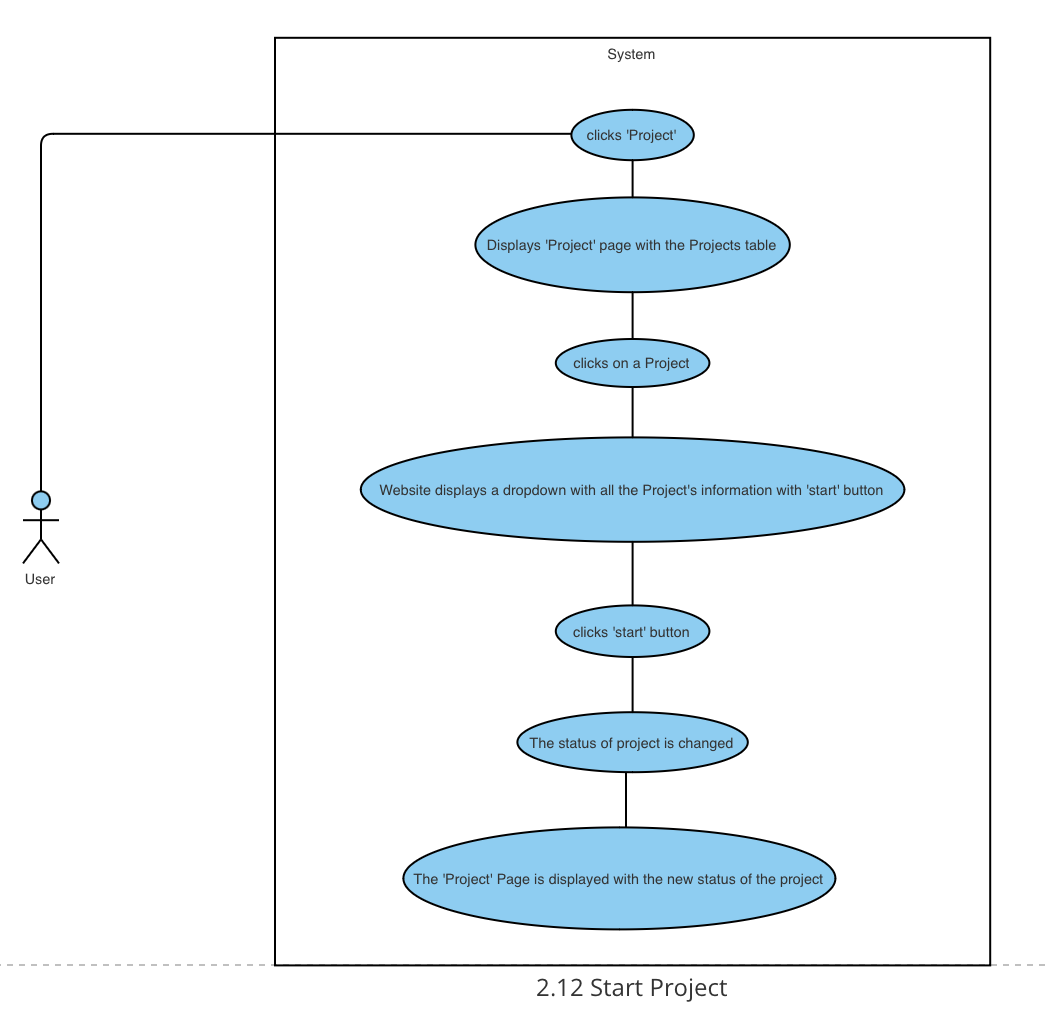 System
clicks 'Project'
Displays 'Project' page with the Projects table
clicks on a Project
Website displays a dropdown with all the Project's information with 'start' button
User
clicks 'start' button
The status of project is changed
The 'Project' Page is displayed with the new status of the project
2.12 Start Project